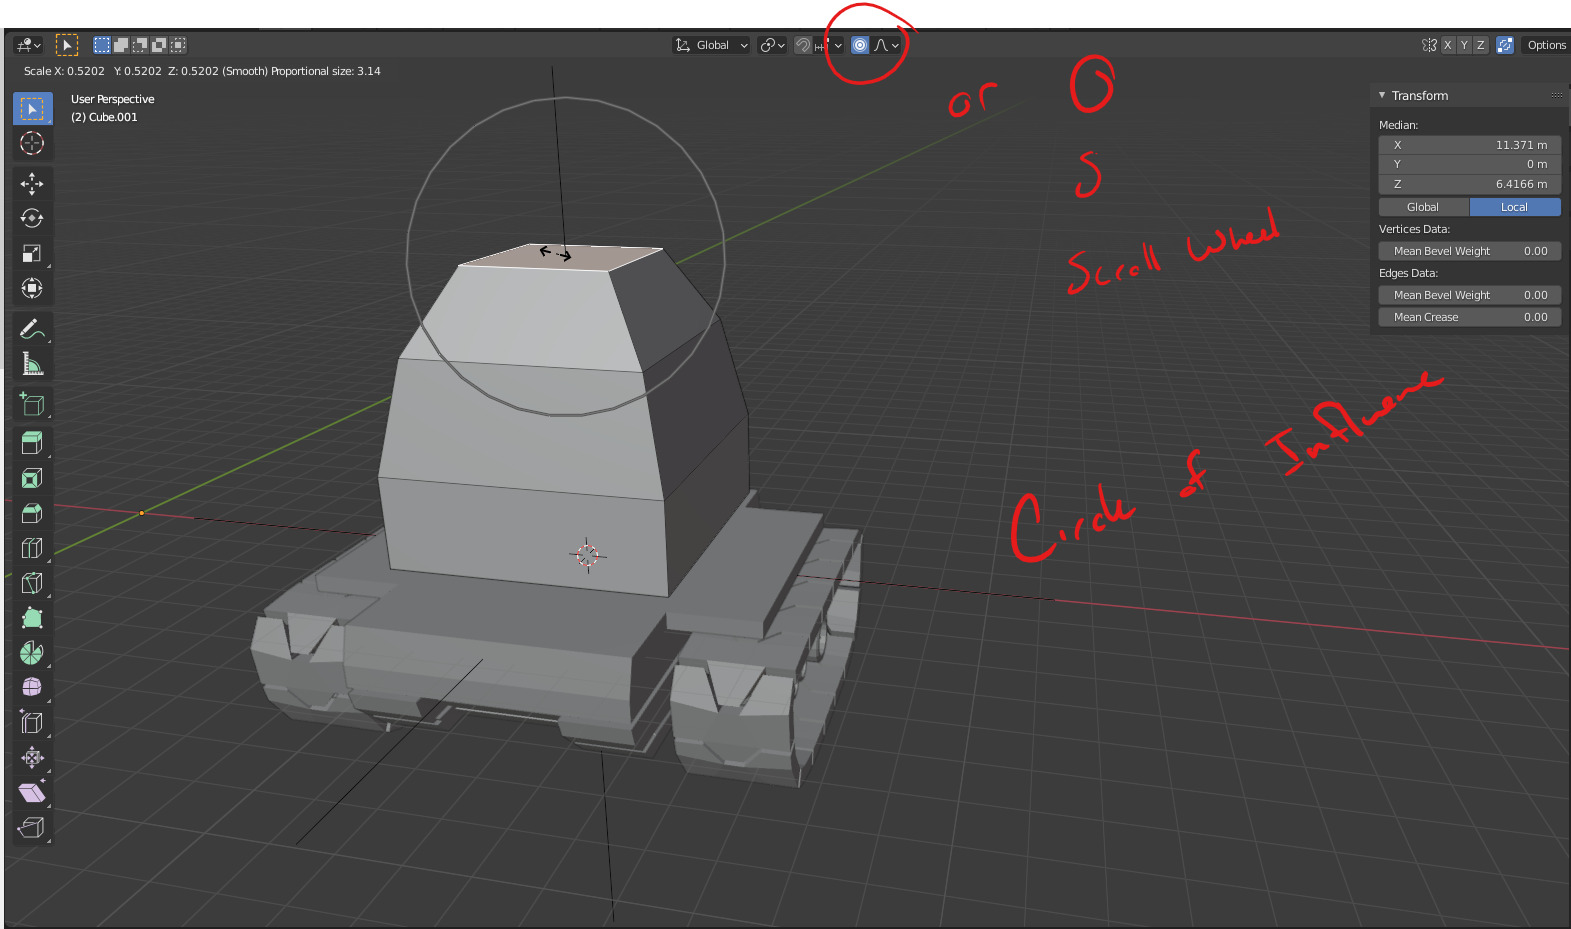 Global
X Y Z
Options
Scale X: 0.5202 Y: 0.5202 Z: 0.5202 (Smooth) Proportional size: 3.14
User Perspective
(2) Cube.001
or O
S
Scroll Wheel
Circle of Influence
Transform
Median:
X 11.371 m
Y 0 m
Z 6.4166 m
Global Local
Vertices Data:
Mean Bevel Weight 0.00
Edges Data:
Mean Bevel Weight 0.00
Mean Crease 0.00